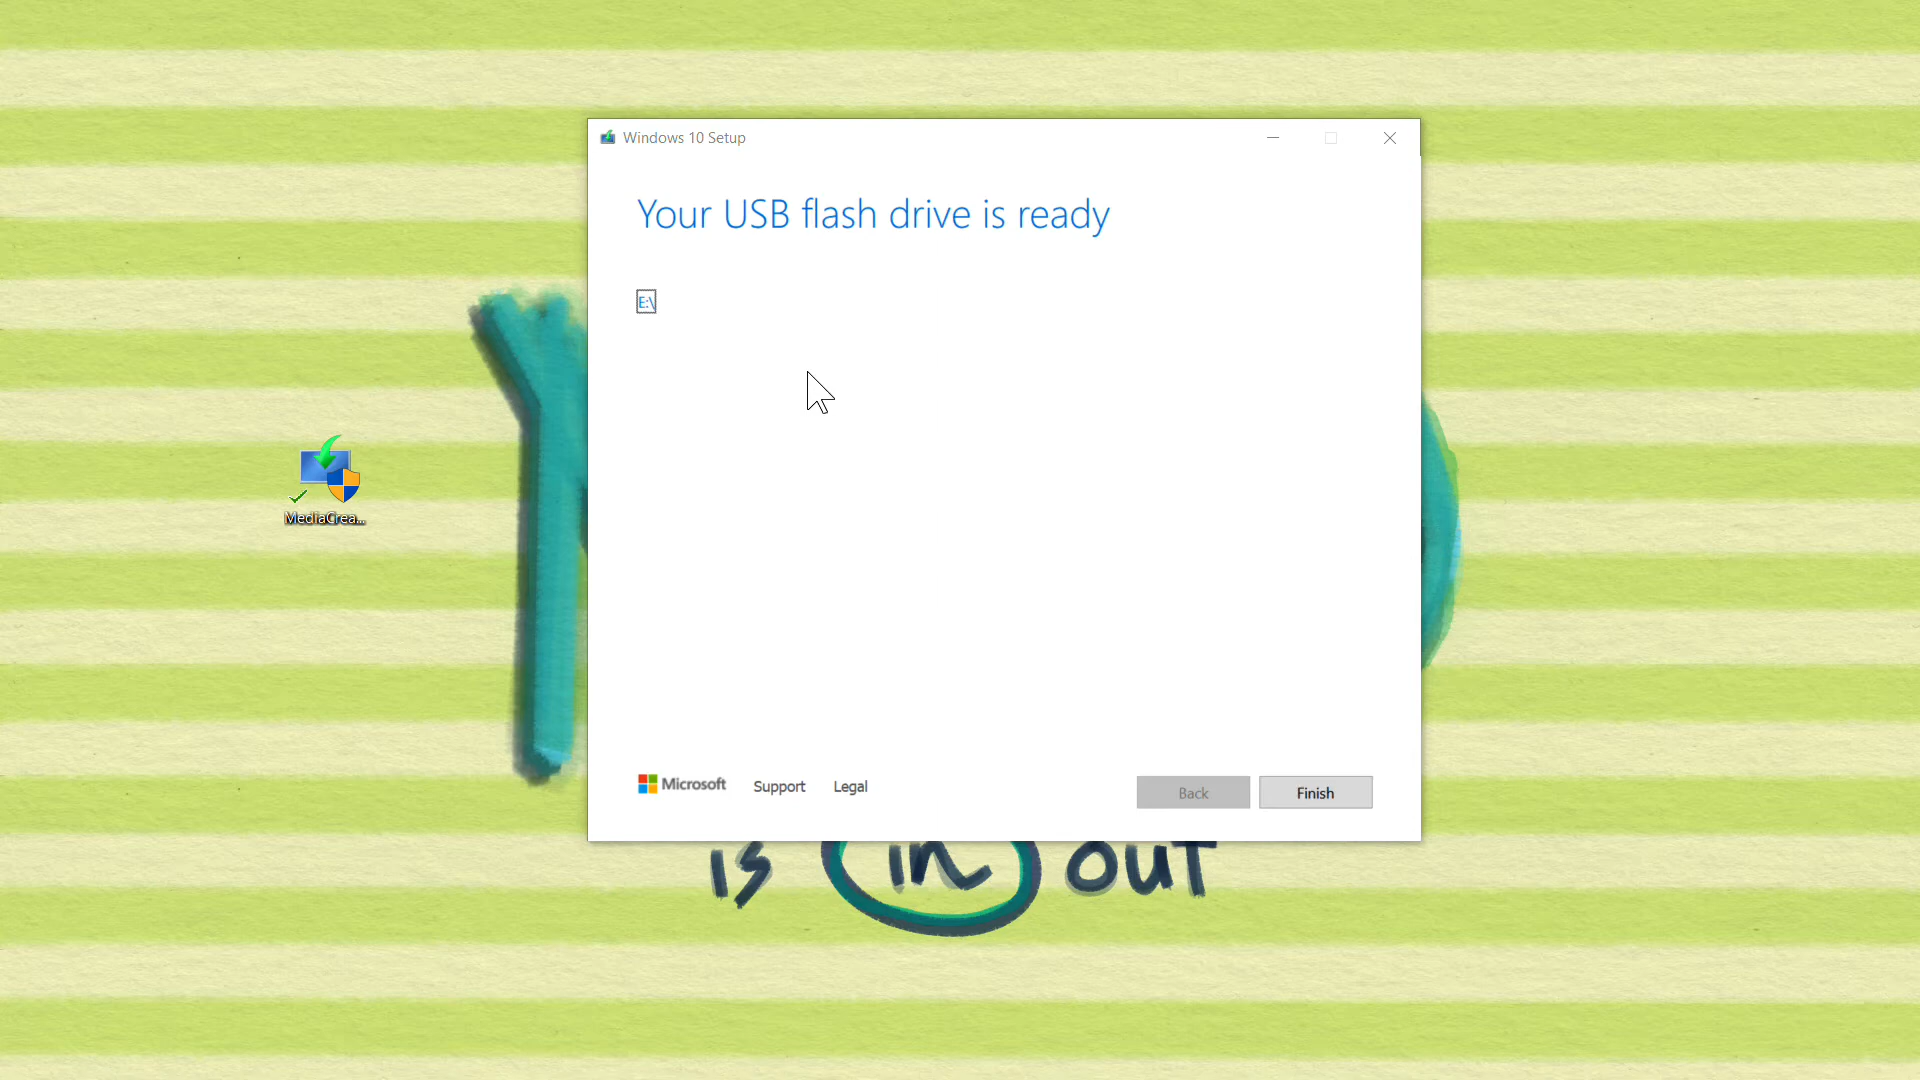 Windows 10 Setup
Your USB flash drive is ready
E:\
MediaCrea...
Microsoft
Support
Legal
Back
Finish
is in out